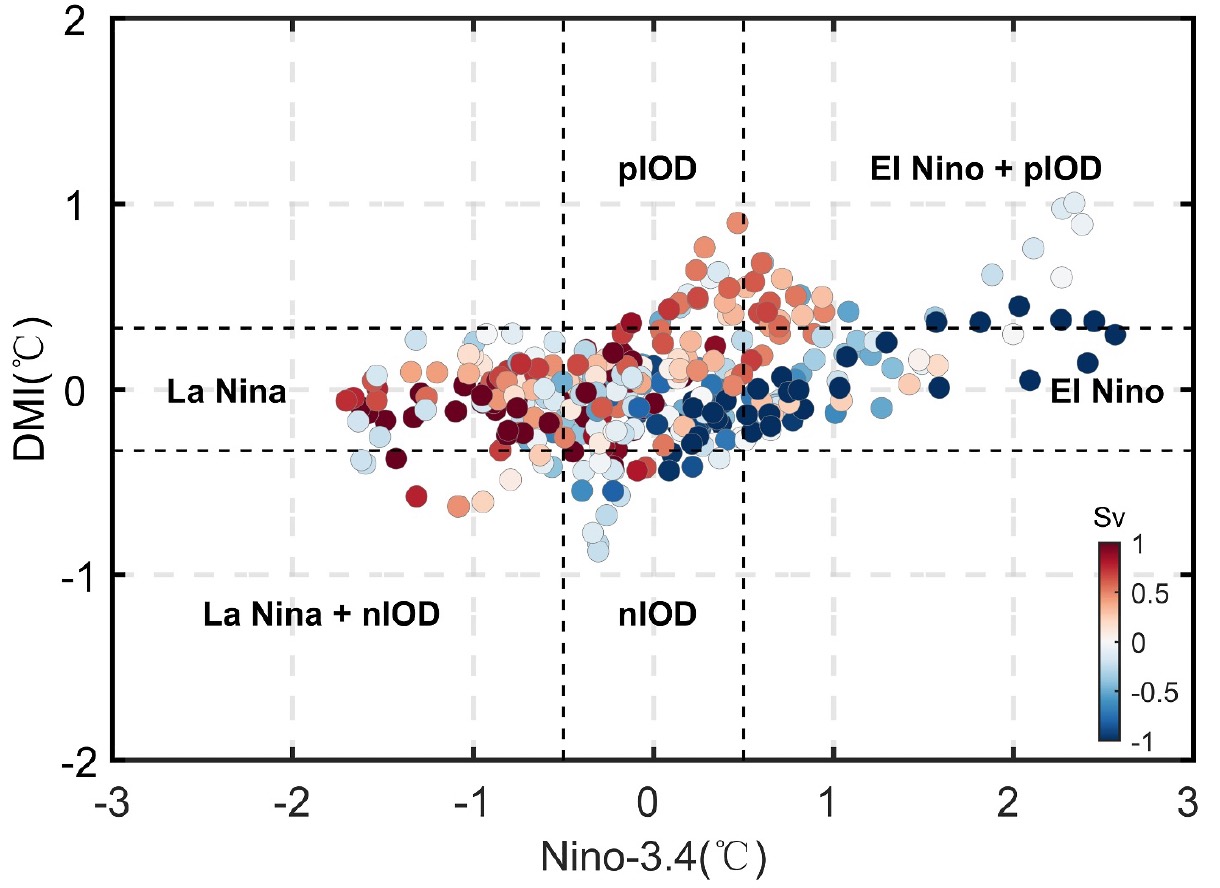 2
pIOD
El Nino + pIOD
1
DMI(℃)
0
La Nina
El Nino
Sv
1
0.5
0
-0.5
-1
-1
La Nina + nIOD
nIOD
-2
-3
-2
-1
0
1
2
3
Nino-3.4(℃)